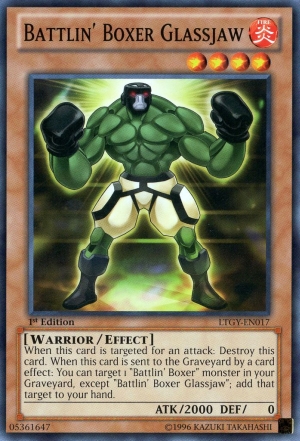 BATTLIN' BOXER GLASSJAW
FIRE
炎
1st Edition
LTGY-EN017
[WARRIOR/EFFECT]
When this card is targeted for an attack: Destroy this
card. When this card is sent to the Graveyard by a card
effect: You can target 1 "Battlin' Boxer" monster in
your Graveyard, except "Battlin' Boxer Glassjaw"; add that
target to your hand.
ATK/2000 DEF/ 0
05361647
©1996 KAZUKI TAKAHASHI